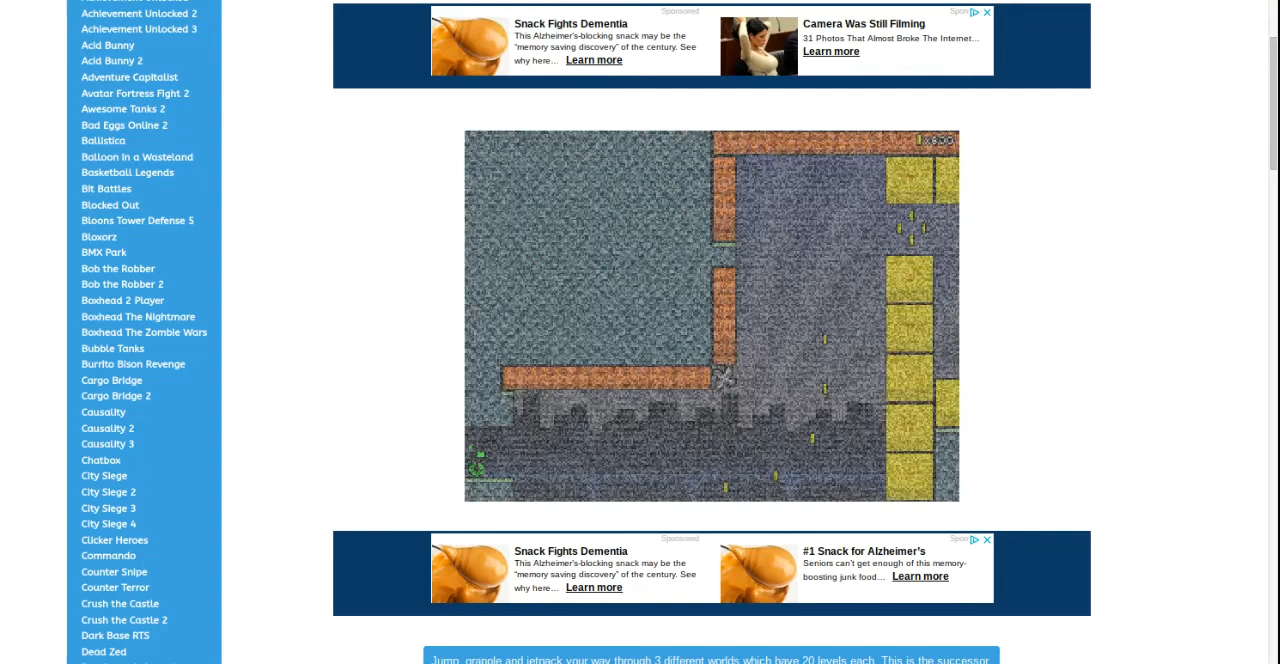 Achievement Unlocked 2
Achievement Unlocked 3
Acid Bunny
Acid Bunny 2
Adventure Capitalist
Avatar Fortress Fight 2
Awesome Tanks 2
Bad Eggs Online 2
Ballistica
Balloon in a Wasteland
Basketball Legends
Bit Battles
Blocked Out
Bloons Tower Defense 5
Bloxorz
BMX Park
Bob the Robber
Bob the Robber 2
Boxhead 2 Player
Boxhead The Nightmare
Boxhead The Zombie Wars
Bubble Tanks
Burrito Bison Revenge
Cargo Bridge
Cargo Bridge 2
Causality
Causality 2
Causality 3
Chatbox
City Siege
City Siege 2
City Siege 3
City Siege 4
Clicker Heroes
Commando
Counter Snipe
Counter Terror
Crush the Castle
Crush the Castle 2
Dark Base RTS
Dead Zed
Sponsored
Snack Fights Dementia
This Alzheimer's-blocking snack may be the
"memory saving discovery" of the century. See
why here... Learn more
Spon
Camera Was Still Filming
31 Photos That Almost Broke The Internet...
Learn more
Sponsored
Snack Fights Dementia
This Alzheimer's-blocking snack may be the
"memory saving discovery" of the century. See
why here... Learn more
Spon
#1 Snack for Alzheimer's
Seniors can't get enough of this memory-
boosting junk food... Learn more
Jump, grapple and jetpack your way through 3 different worlds which have 20 levels each. This is the successor